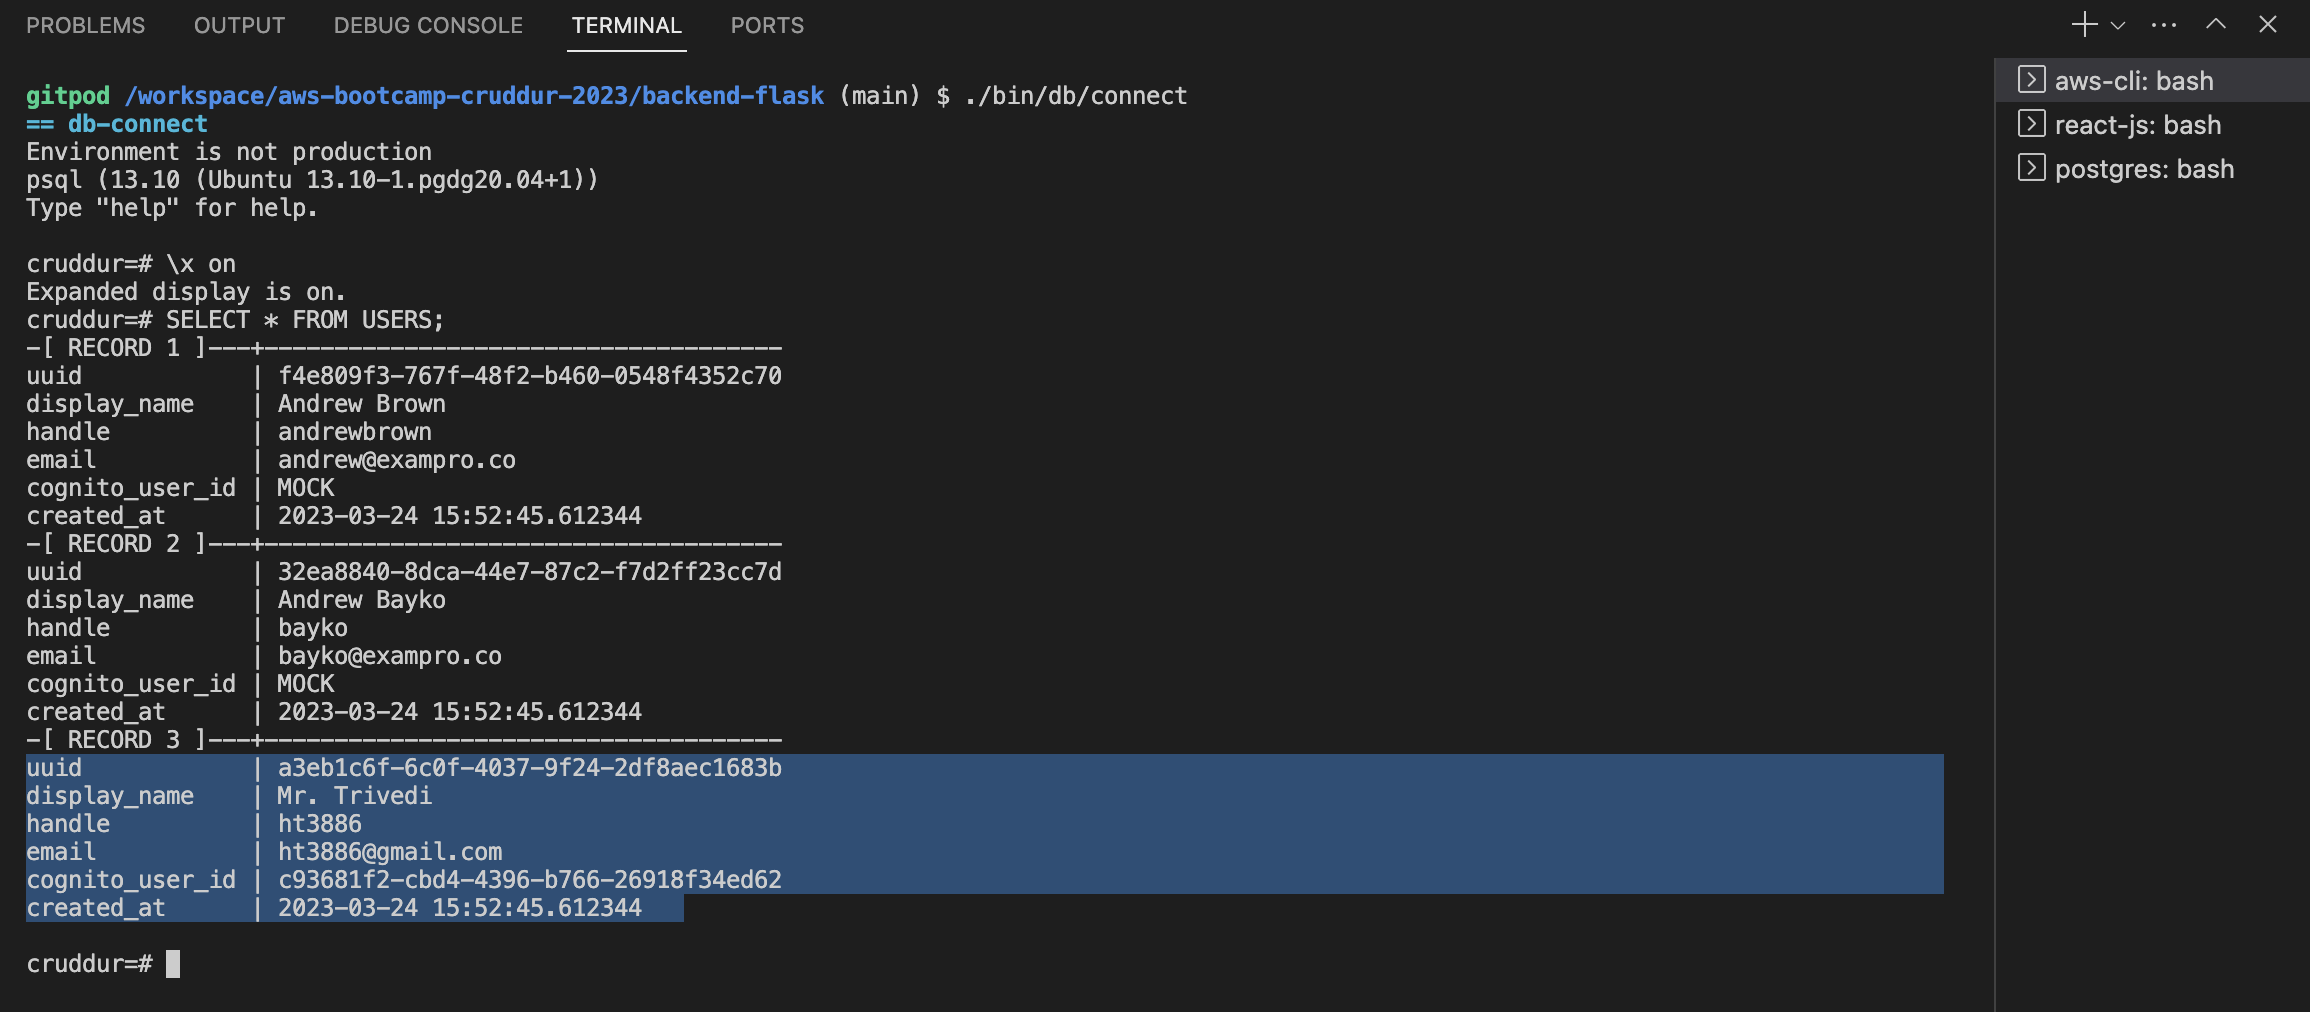 PROBLEMS OUTPUT DEBUG CONSOLE TERMINAL PORTS
gitpod /workspace/aws-bootcamp-cruddur-2023/backend-flask (main) $ ./bin/db/connect
== db-connect
Environment is not production
psql (13.10 (Ubuntu 13.10-1.pgdg20.04+1))
Type "help" for help.
cruddur=# \x on
Expanded display is on.
cruddur=# SELECT * FROM USERS;
-[ RECORD 1 ]---+-------------------------------------
uuid            | f4e809f3-767f-48f2-b460-0548f4352c70
display_name    | Andrew Brown
handle          | andrewbrown
email           | andrew@exampro.co
cognito_user_id | MOCK
created_at      | 2023-03-24 15:52:45.612344
-[ RECORD 2 ]---+-------------------------------------
uuid            | 32ea8840-8dca-44e7-87c2-f7d2ff23cc7d
display_name    | Andrew Bayko
handle          | bayko
email           | bayko@exampro.co
cognito_user_id | MOCK
created_at      | 2023-03-24 15:52:45.612344
-[ RECORD 3 ]---+-------------------------------------
uuid            | a3eb1c6f-6c0f-4037-9f24-2df8aec1683b
display_name    | Mr. Trivedi
handle          | ht3886
email           | ht3886@gmail.com
cognito_user_id | c93681f2-cbd4-4396-b766-26918f34ed62
created_at      | 2023-03-24 15:52:45.612344
cruddur=#
aws-cli: bash
react-js: bash
postgres: bash